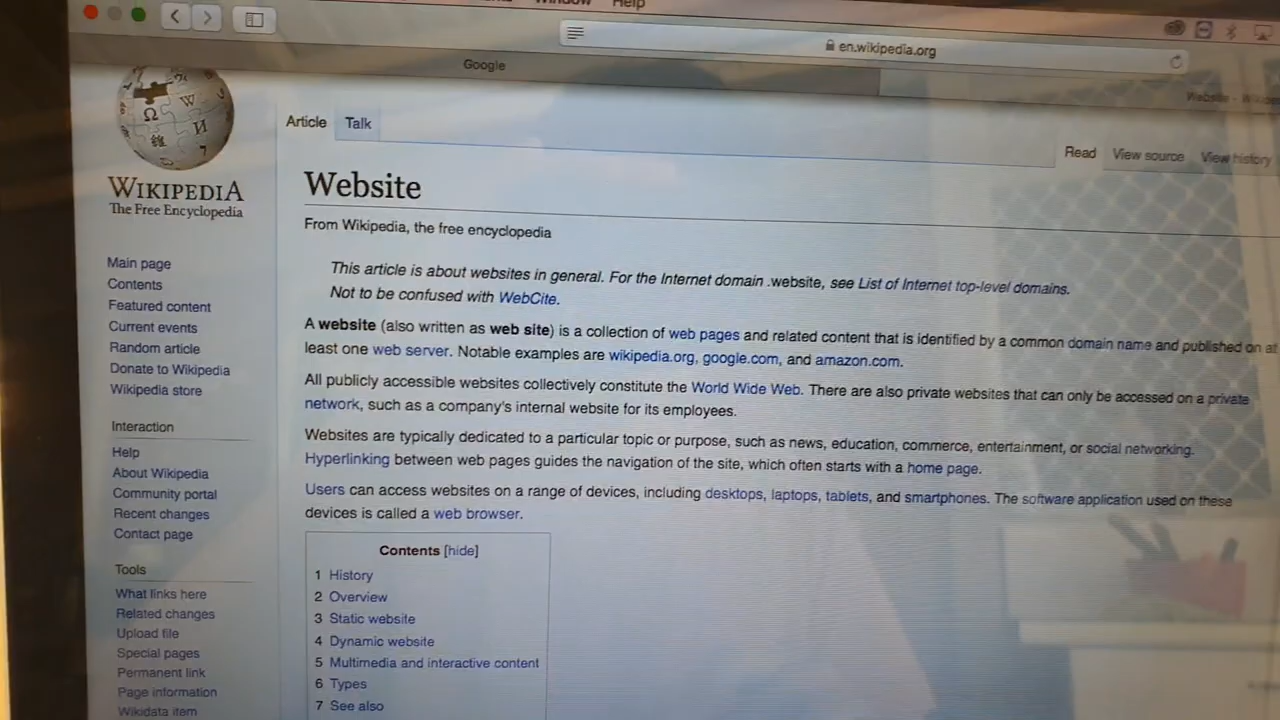 Window Help
en.wikipedia.org
Google
Website -
Article Talk
Read View source View history
WIKIPEDIA
The Free Encyclopedia
Main page
Contents
Featured content
Current events
Random article
Donate to Wikipedia
Wikipedia store
Interaction
Help
About Wikipedia
Community portal
Recent changes
Contact page
Tools
What links here
Related changes
Upload file
Special pages
Permanent link
Page information
Wikidata item
Website
From Wikipedia, the free encyclopedia
This article is about websites in general. For the Internet domain .website, see List of Internet top-level domains.
Not to be confused with WebCite.
A website (also written as web site) is a collection of web pages and related content that is identified by a common domain name and published on at
least one web server. Notable examples are wikipedia.org, google.com, and amazon.com.
All publicly accessible websites collectively constitute the World Wide Web. There are also private websites that can only be accessed on a private
network, such as a company's internal website for its employees.
Websites are typically dedicated to a particular topic or purpose, such as news, education, commerce, entertainment, or social networking.
Hyperlinking between web pages guides the navigation of the site, which often starts with a home page.
Users can access websites on a range of devices, including desktops, laptops, tablets, and smartphones. The software application used on these
devices is called a web browser.
Contents [hide]
1 History
2 Overview
3 Static website
4 Dynamic website
5 Multimedia and interactive content
6 Types
7 See also